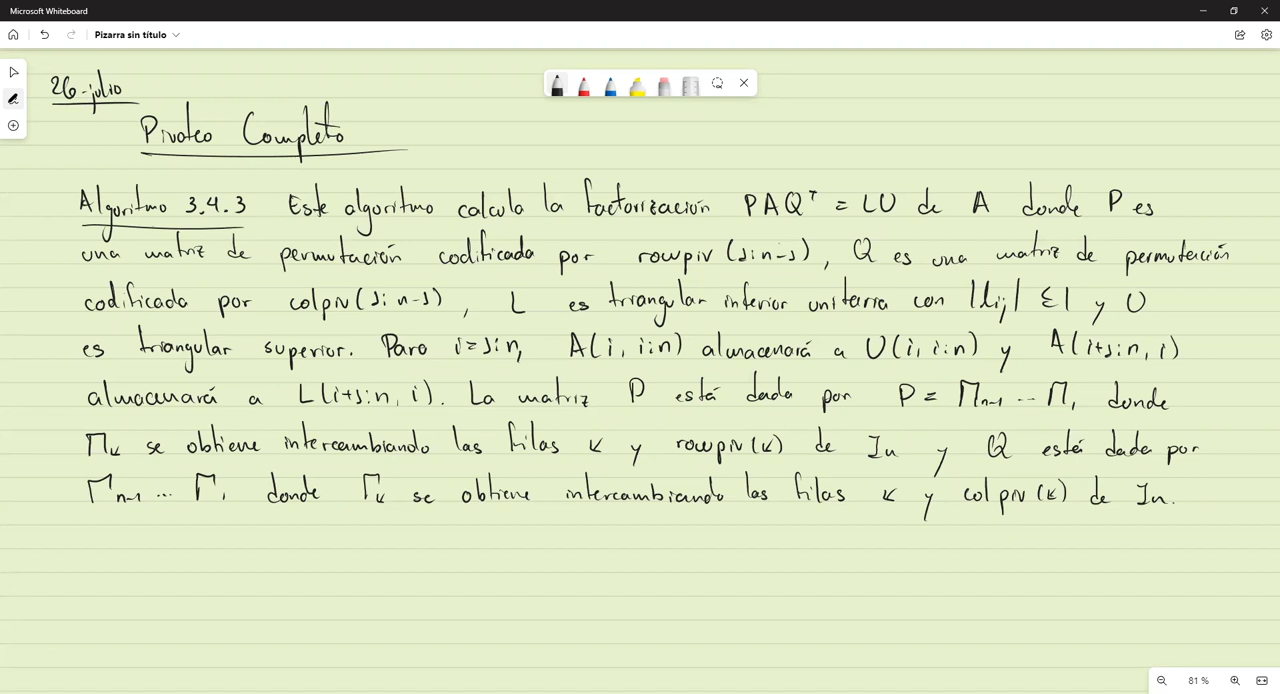 Microsoft Whiteboard
Pizarra sin título
26-julio
Pivoteo Completo
Algoritmo 3.4.3 Este algoritmo calcula la factorización PAQᵀ = LU de A donde P es
una matriz de permutación codificada por rowpiv (1:n-1), Q es una matriz de permutación
codificada por colpiv(1:n-1), L es triangular inferior unitaria con |lij| ≤1 y U
es triangular superior. Para i=1:n, A(i, i:n) almacenará a U(i, i:n) y A(i+1:n, i)
almacenará a L(i+1:n, i). La matriz P está dada por P = Πn-1 ... Π1 donde
Πk se obtiene intercambiando las filas k y rowpiv(k) de In y Q está dada por
Γn-1 ... Γ1 donde Γk se obtiene intercambiando las filas k y colpiv(k) de In.
81 %